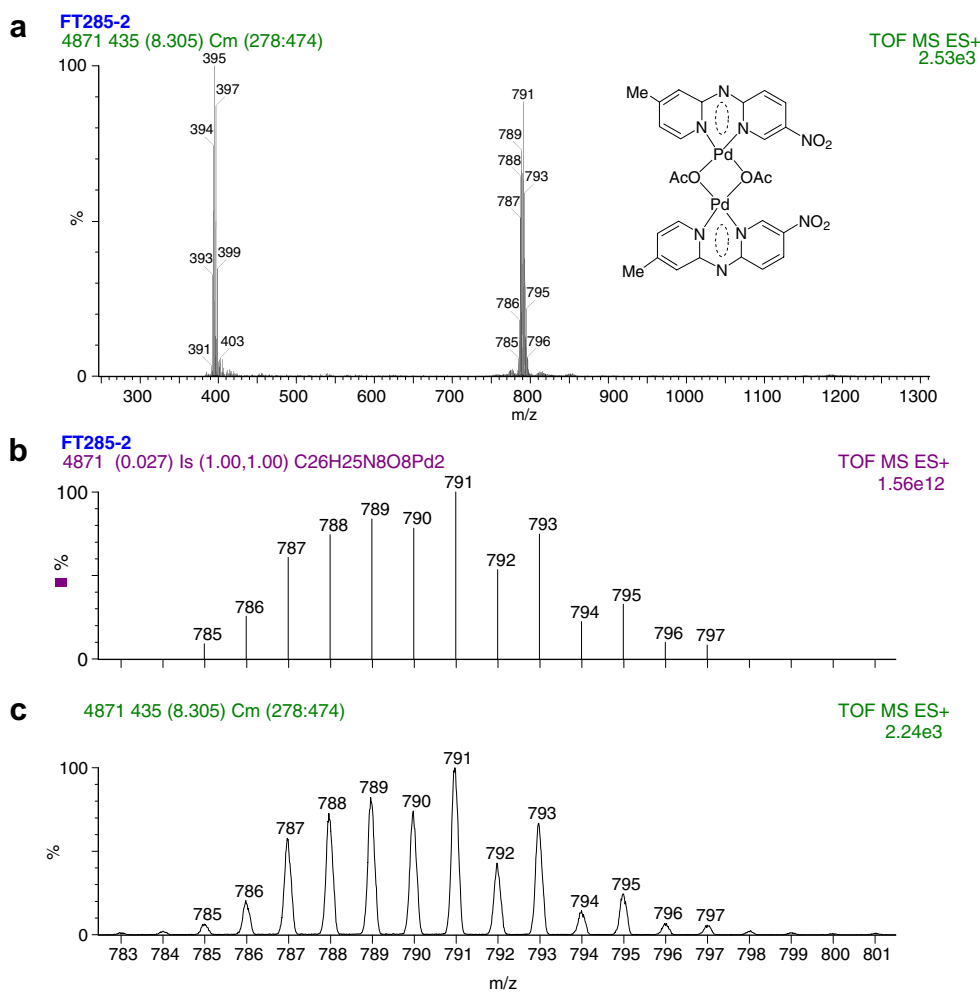 a
FT285-2
4871 435 (8.305) Cm (278:474)
TOF MS ES+
2.53e3
100
%
0
395
397
394
393
399
391
403
791
789
788
793
787
786
795
785
796
Me
N
N
N
NO2
Pd
AcO
OAc
Pd
N
N
NO2
Me
N
300 400 500 600 700 800 900 1000 1100 1200 1300
m/z
b
FT285-2
4871 (0.027) Is (1.00,1.00) C26H25N8O8Pd2
TOF MS ES+
1.56e12
100
%
0
785 786 787 788 789 790 791 792 793 794 795 796 797
c
4871 435 (8.305) Cm (278:474)
TOF MS ES+
2.24e3
100
%
0
785 786 787 788 789 790 791 792 793 794 795 796 797
783 784 785 786 787 788 789 790 791 792 793 794 795 796 797 798 799 800 801
m/z